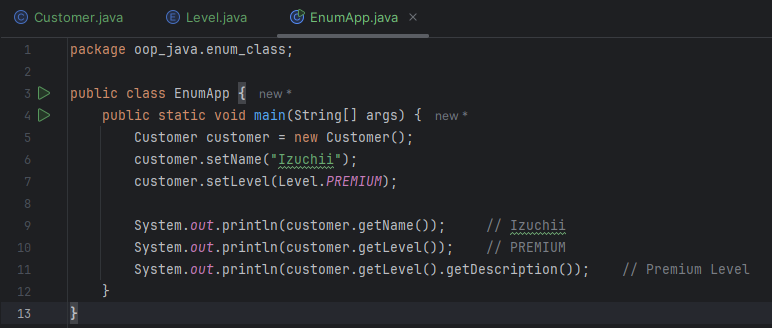 Customer.java Level.java EnumApp.java
1 package oop_java.enum_class;
2
3 public class EnumApp { new *
4 public static void main(String[] args) { new *
5 Customer customer = new Customer();
6 customer.setName("Izuchii");
7 customer.setLevel(Level.PREMIUM);
8
9 System.out.println(customer.getName()); // Izuchii
10 System.out.println(customer.getLevel()); // PREMIUM
11 System.out.println(customer.getLevel().getDescription()); // Premium Level
12 }
13 }